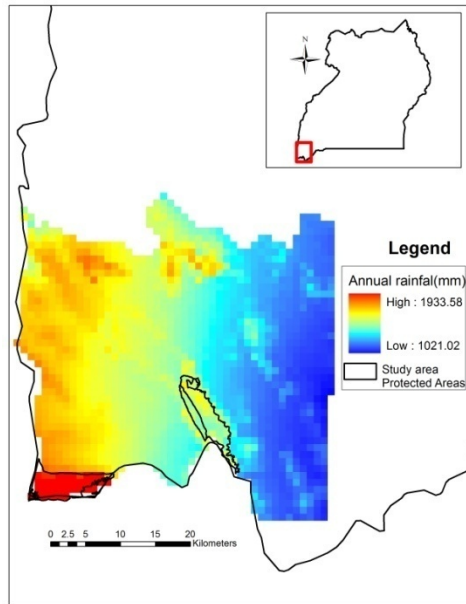 N
Legend
Annual rainfal(mm)
High : 1933.58
Low : 1021.02
Study area
Protected Areas
0 2.5 5 10 15 20
Kilometers